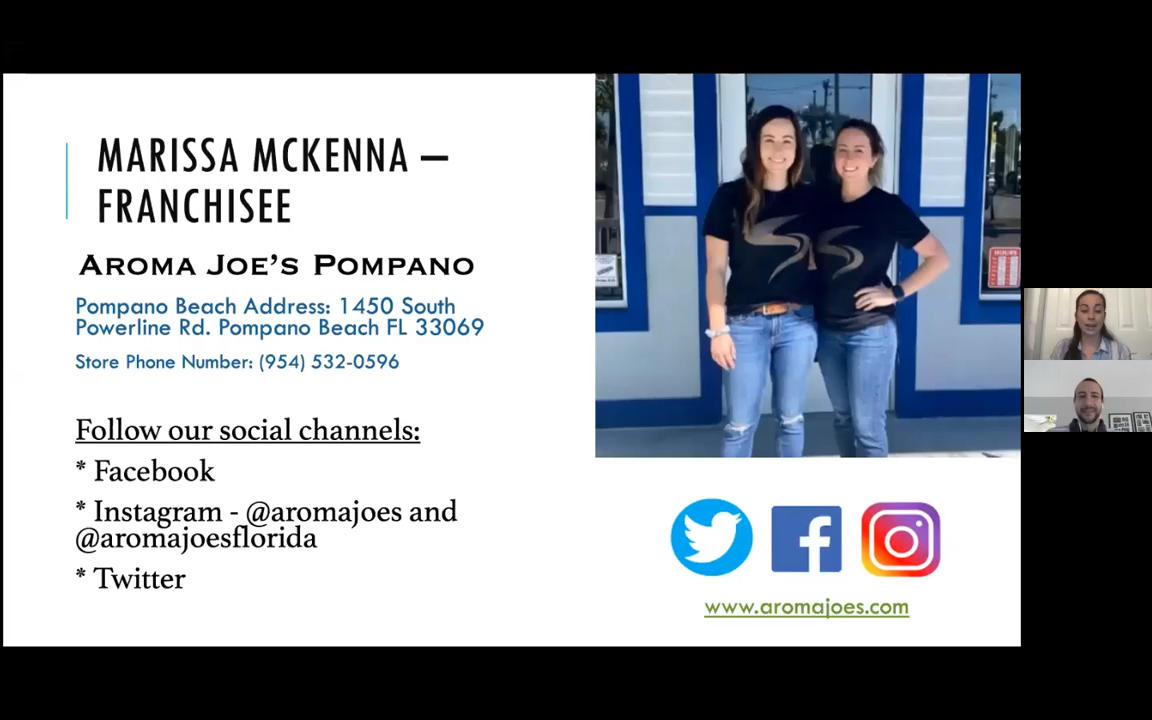 MARISSA MCKENNA –
FRANCHISEE
AROMA JOE'S POMPANO
Pompano Beach Address: 1450 South
Powerline Rd. Pompano Beach FL 33069
Store Phone Number: (954) 532-0596
Follow our social channels:
* Facebook
* Instagram - @aromajoes and
@aromajoesflorida
* Twitter
www.aromajoes.com